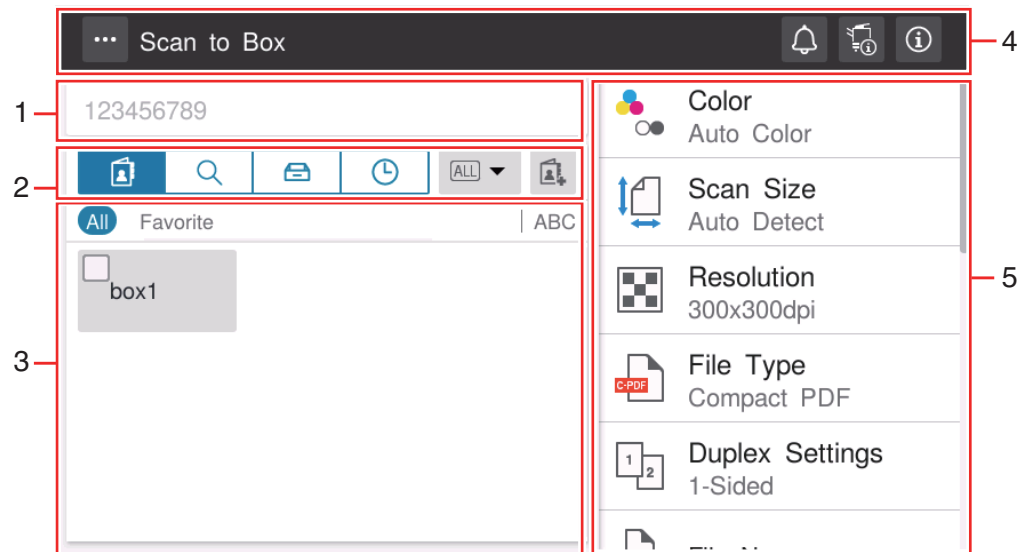 Scan to Box
4
1
123456789
2
ALL
All Favorite | ABC
box1
3
Color
Auto Color
Scan Size
Auto Detect
Resolution
300x300dpi
5
C-PDF
File Type
Compact PDF
1 2
Duplex Settings
1-Sided